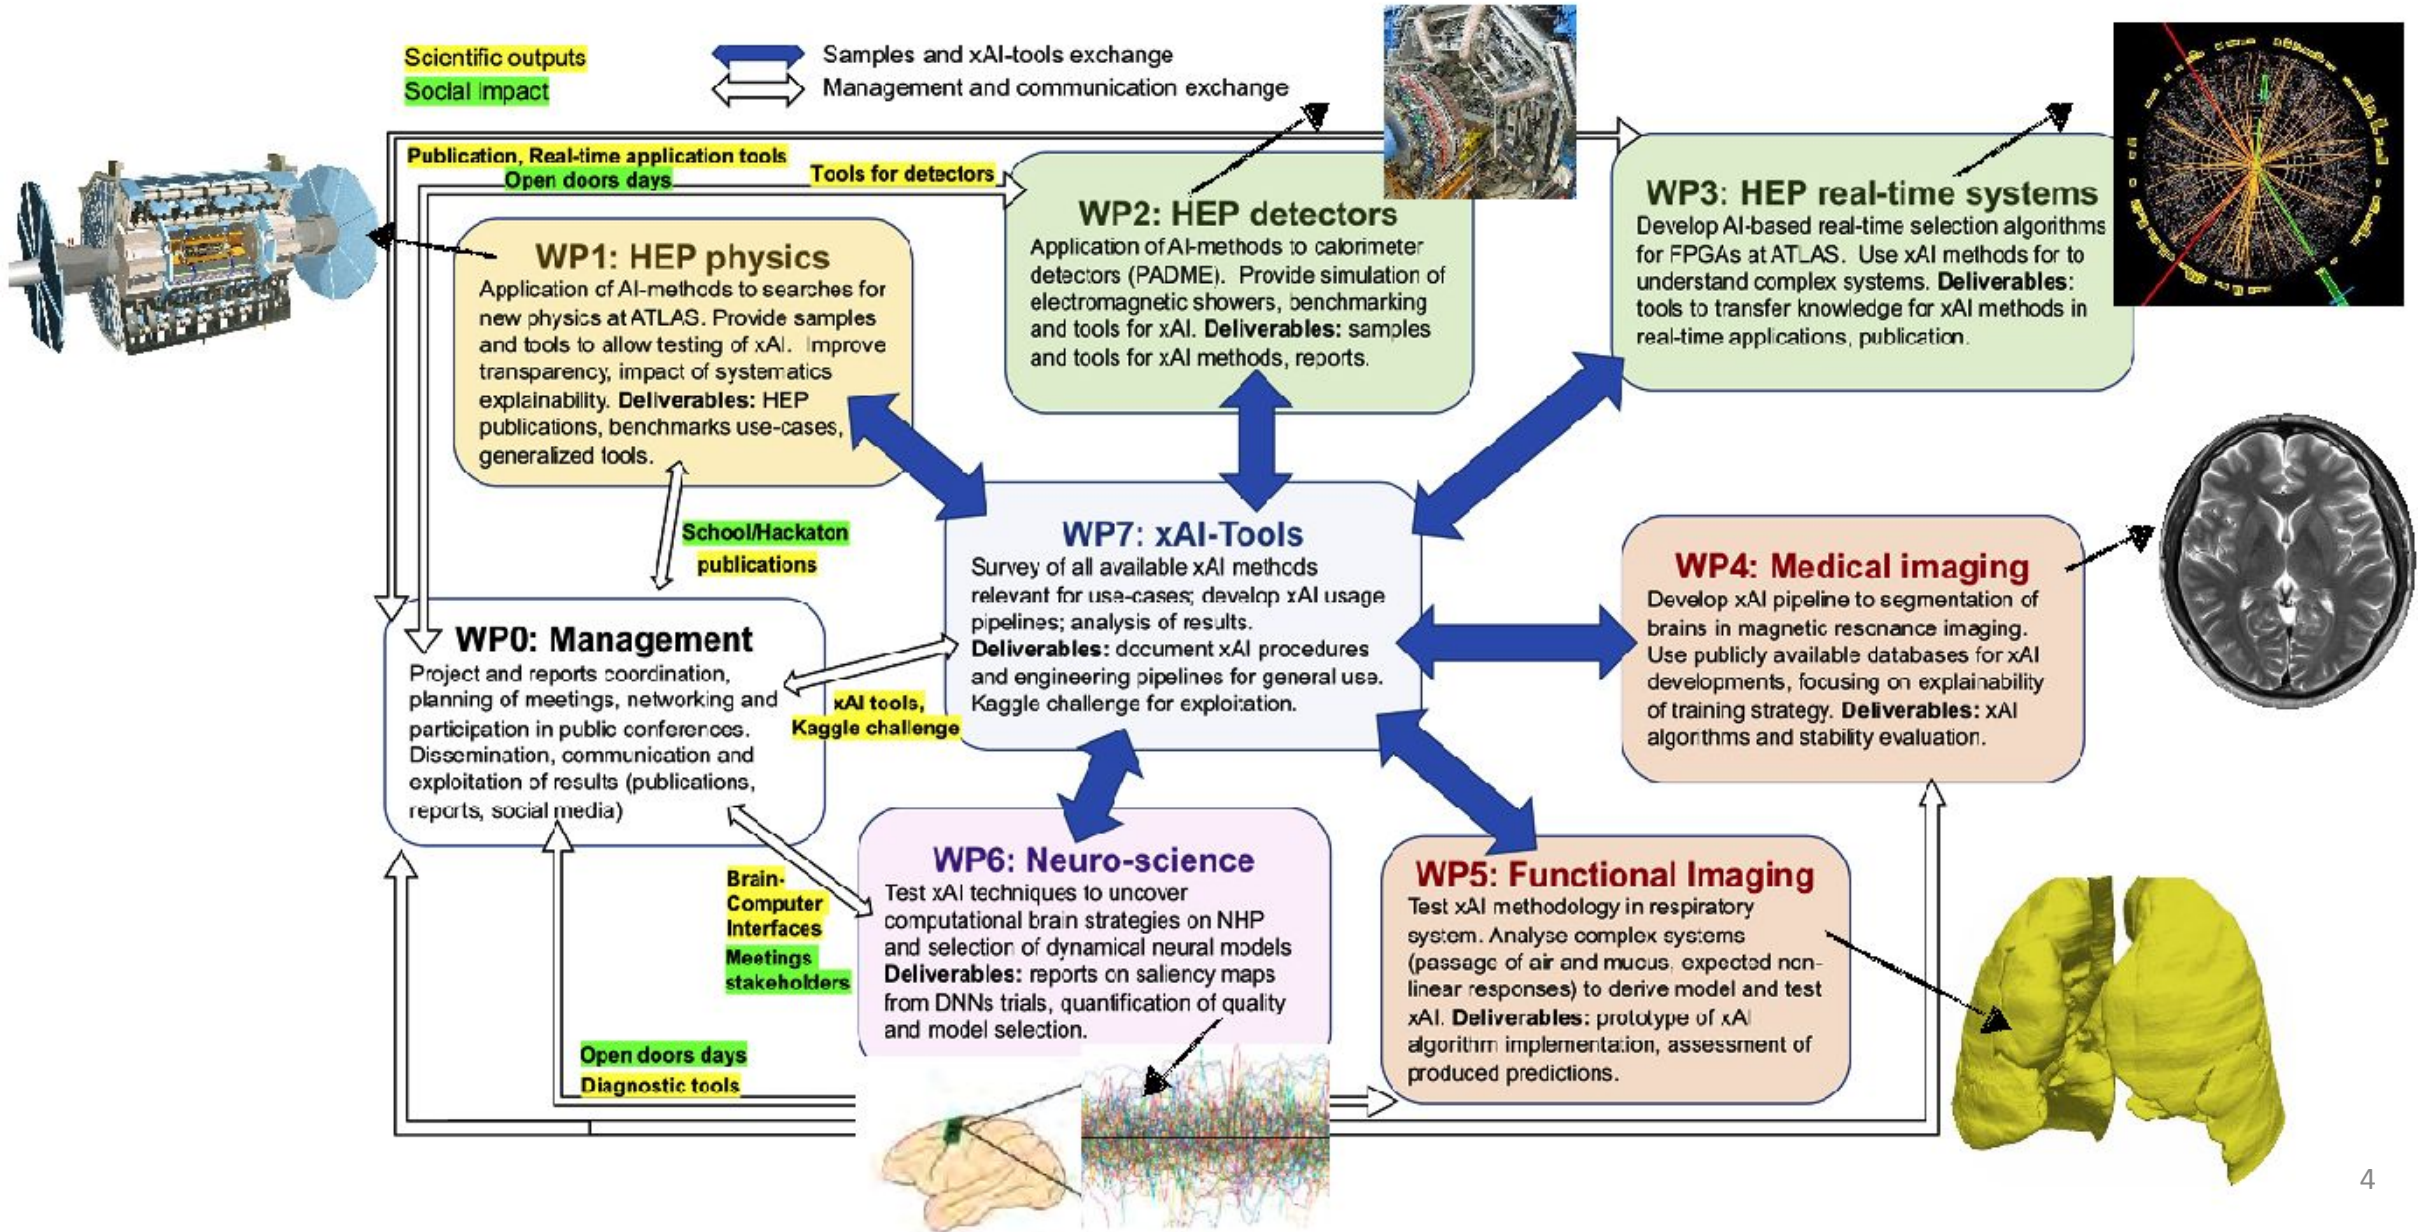 Scientific outputs
Social Impact
Samples and xAI-tools exchange
Management and communication exchange
Publication, Real-time application tools
Open doors days
Tools for detectors
WP1: HEP physics
Application of AI-methods to searches for
new physics at ATLAS. Provide samples
and tools to allow testing of xAI. Improve
transparency, impact of systematics
explainability. Deliverables: HEP
publications, benchmarks use-cases,
generalized tools.
WP2: HEP detectors
Application of AI-methods to calorimeter
detectors (PADME). Provide simulation of
electromagnetic showers, benchmarking
and tools for xAI. Deliverables: samples
and tools for xAI methods, reports.
WP3: HEP real-time systems
Develop AI-based real-time selection algorithms
for FPGAs at ATLAS. Use xAI methods for to
understand complex systems. Deliverables:
tools to transfer knowledge for xAI methods in
real-time applications, publication.
School/Hackaton
publications
WP7: xAI-Tools
Survey of all available xAI methods
relevant for use-cases; develop xAI usage
pipelines; analysis of results.
Deliverables: document xAI procedures
and engineering pipelines for general use.
Kaggle challenge for exploitation.
WP4: Medical imaging
Develop xAI pipeline to segmentation of
brains in magnetic resonance imaging.
Use publicly available databases for xAI
developments, focusing on explainability
of training strategy. Deliverables: xAI
algorithms and stability evaluation.
WP0: Management
Project and reports coordination,
planning of meetings, networking and
participation in public conferences.
Dissemination, communication and
exploitation of results (publications,
reports, social media)
xAI tools,
Kaggle challenge
Brain-
Computer
Interfaces
Meetings
stakeholders
WP6: Neuro-science
Test xAI techniques to uncover
computational brain strategies on NHP
and selection of dynamical neural models
Deliverables: reports on saliency maps
from DNNs trials, quantification of quality
and model selection.
WP5: Functional Imaging
Test xAI methodology in respiratory
system. Analyse complex systems
(passage of air and mucus, expected non-
linear responses) to derive model and test
xAI. Deliverables: prototype of xAI
algorithm implementation, assessment of
produced predictions.
Open doors days
Diagnostic tools
4